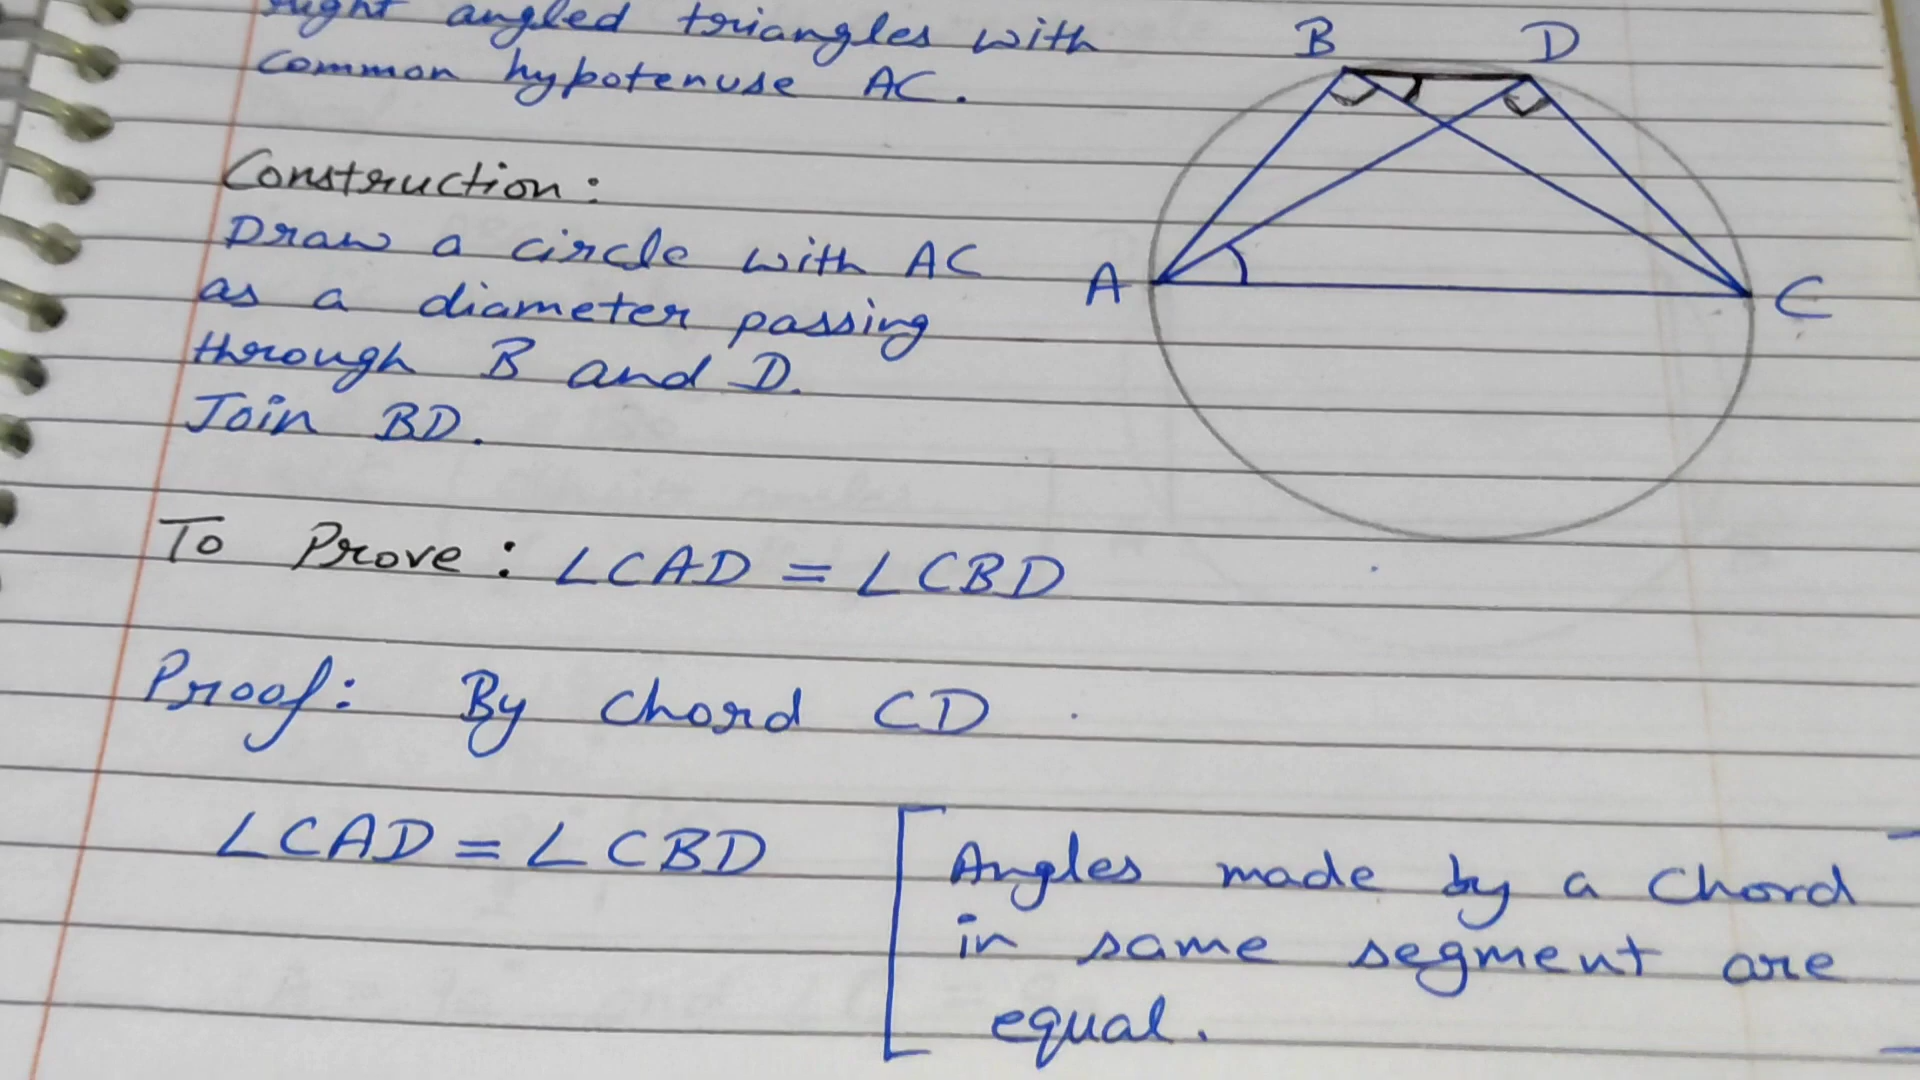 right angled triangles with
common hypotenuse AC.
Construction:
Draw a circle with AC
as a diameter passing
through B and D.
Join BD.
B D
A C
To Prove: ∠CAD = ∠CBD
Proof: By chord CD
∠CAD = ∠CBD
Angles made by a chord
in same segment are
equal.